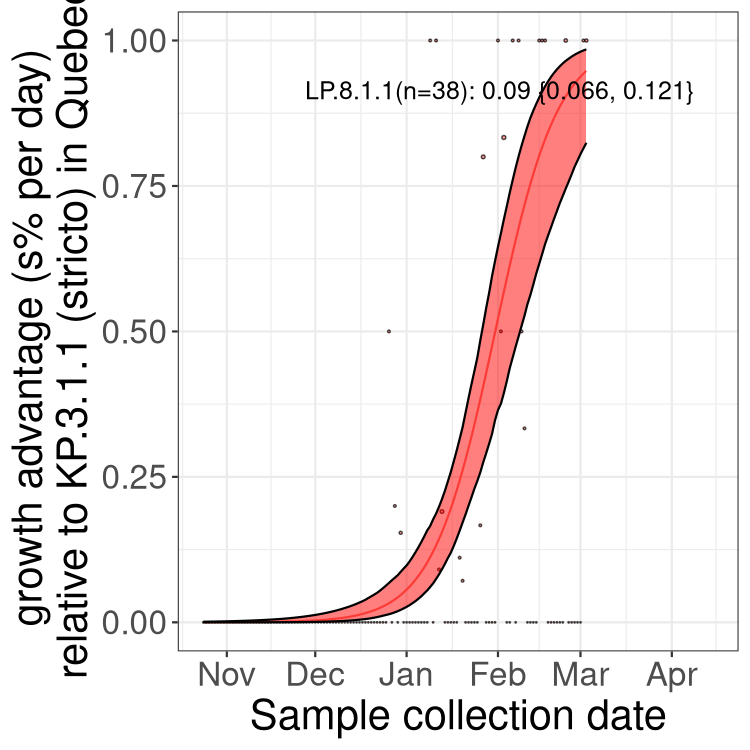 growth advantage (s% per day)
relative to KP.3.1.1 (stricto) in Quebec
1.00
0.75
0.50
0.25
0.00
LP.8.1.1(n=38): 0.09 {0.066, 0.121}
Nov Dec Jan Feb Mar Apr
Sample collection date